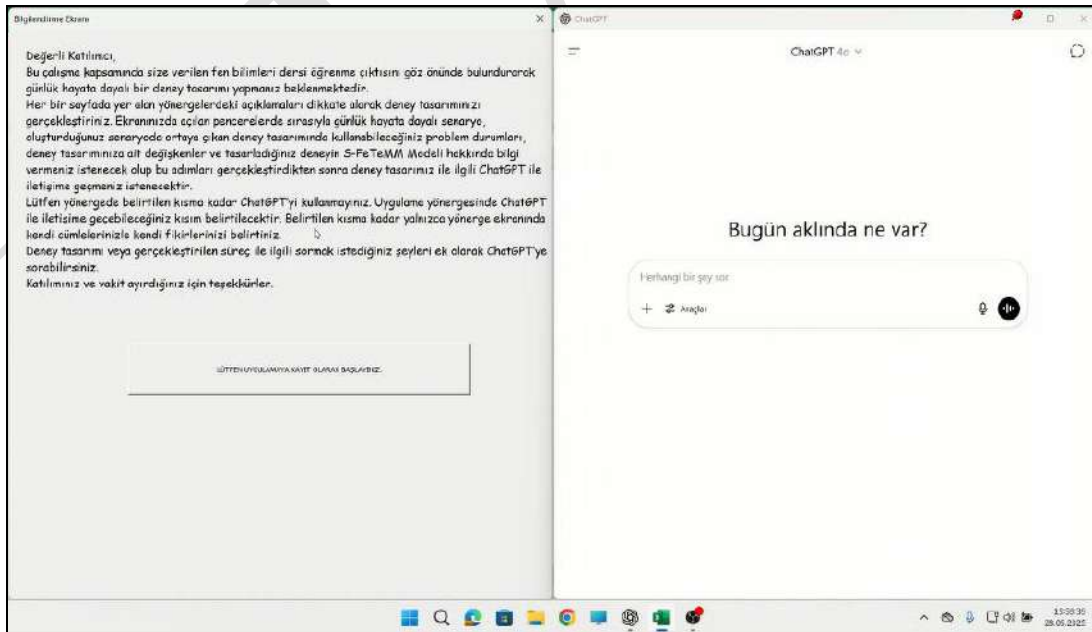 Bilgilendirme Ekranı
Değerli Katılımcı,
Bu çalışma kapsamında size verilen fen bilimleri dersi öğrenme çıktısını göz önünde bulundurarak
günlük hayata dayalı bir deney tasarımı yapmanız beklenmektedir.
Her bir sayfada yer alan yönergelerdeki açıklamaları dikkate alarak deney tasarımınızı
gerçekleştiriniz. Ekranınızda açılan pencerelerde sırasıyla günlük hayata dayalı senaryo,
oluşturduğunuz senaryode ortaya çıkan deney tasarımında kullanabileceğiniz problem durumları,
deney tasarımınıza ait değişkenler ve tasarladığınız deneyin S-FeTeMM Modeli hakkında bilgi
vermeniz istenecek olup bu adımları gerçekleştirdikten sonra deney tasarımız ile ilgili ChatGPT ile
iletişime geçmeniz istenecektir.
Lütfen yönergede belirtilen kısma kadar ChatGPT'yi kullanmayınız. Uygulama yönergesinde ChatGPT
ile iletişime geçebileceğiniz kısım belirtilecektir. Belirtilen kısma kadar yalnızca yönerge ekranında
kendi cümlelerinizle kendi fikirlerinizi belirtiniz.
Deney tasarımı veya gerçekleştirilen süreç ile ilgili sormak istediğiniz şeyleri ek olarak ChatGPT'ye
sorabilirsiniz.
Katılımınız ve vakit ayırdığınız için teşekkürler.
LÜTFEN UYGULAMAYA KAYIT OLARAK BAŞLAYINIZ.
ChatGPT
ChatGPT 4o
Bugün aklında ne var?
Herhangi bir şey sor
Araçlar
28.05.2025